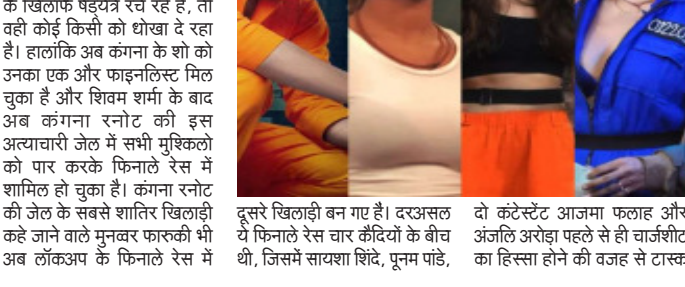 के खिलाफ षड्यंत्र रच रहे हैं, तो
वही कोई किसी को धोखा दे रहा
है। हालांकि अब कंगना के शो को
उनका एक और फाइनलिस्ट मिल
चुका है और शिवम शर्मा के बाद
अब कंगना रनोट की इस
अत्याचारी जेल में सभी मुश्किलो
को पार करके फिनाले रेस में
शामिल हो चुका है। कंगना रनोट
की जेल के सबसे शातिर खिलाड़ी
कहे जाने वाले मुनव्वर फारुकी भी
अब लॉकअप के फिनाले रेस में
दूसरे खिलाड़ी बन गए है। दरअसल
ये फिनाले रेस चार कैदियों के बीच
थी, जिसमें सायशा शिंदे, पूनम पांडे,
दो कंटेस्टेंट आजमा फलाह और
अंजलि अरोड़ा पहले से ही चार्जशीट
का हिस्सा होने की वजह से टास्क